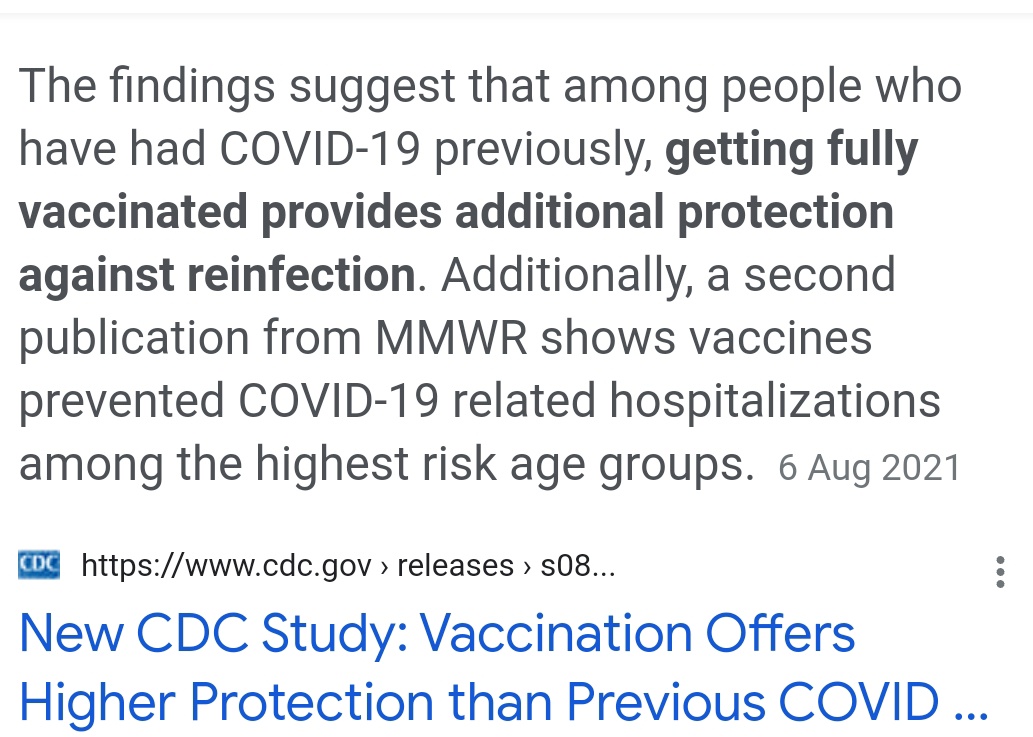 The findings suggest that among people who
have had COVID-19 previously, getting fully
vaccinated provides additional protection
against reinfection. Additionally, a second
publication from MMWR shows vaccines
prevented COVID-19 related hospitalizations
among the highest risk age groups. 6 Aug 2021
CDC https://www.cdc.gov › releases › s08...
New CDC Study: Vaccination Offers
Higher Protection than Previous COVID ...